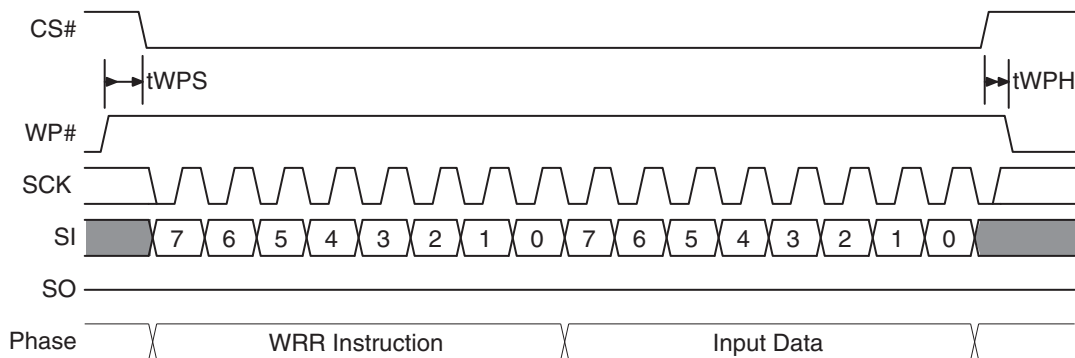 CS#
tWPS tWPH
WP#
SCK
SI 7 6 5 4 3 2 1 0 7 6 5 4 3 2 1 0
SO
Phase WRR Instruction Input Data